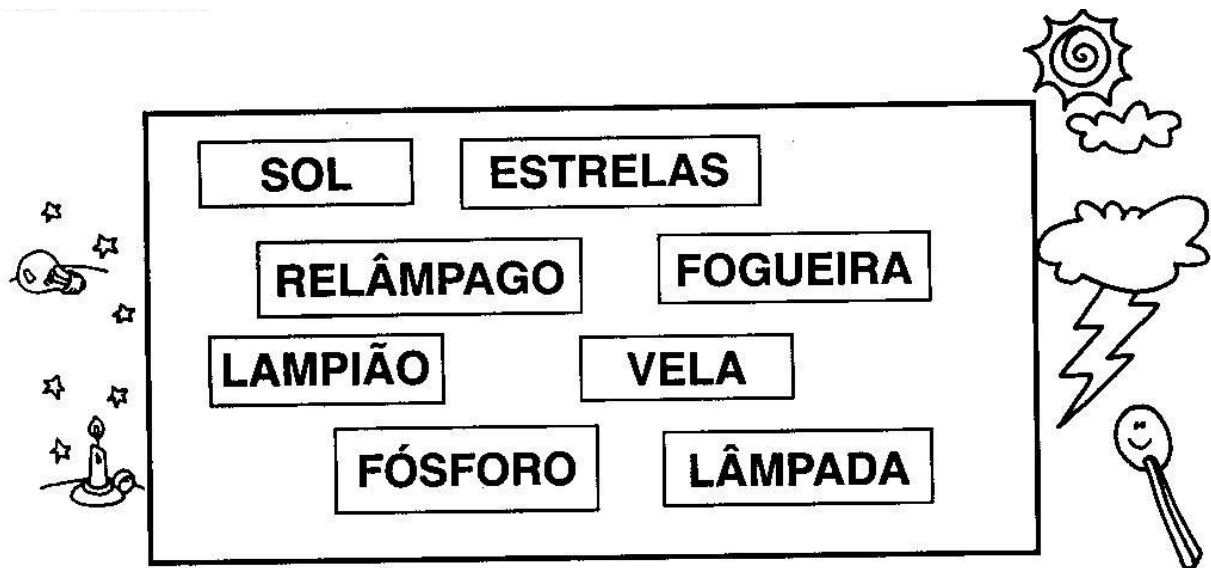 SOL ESTRELAS
RELÂMPAGO FOGUEIRA
LAMPIÃO VELA
FÓSFORO LÂMPADA